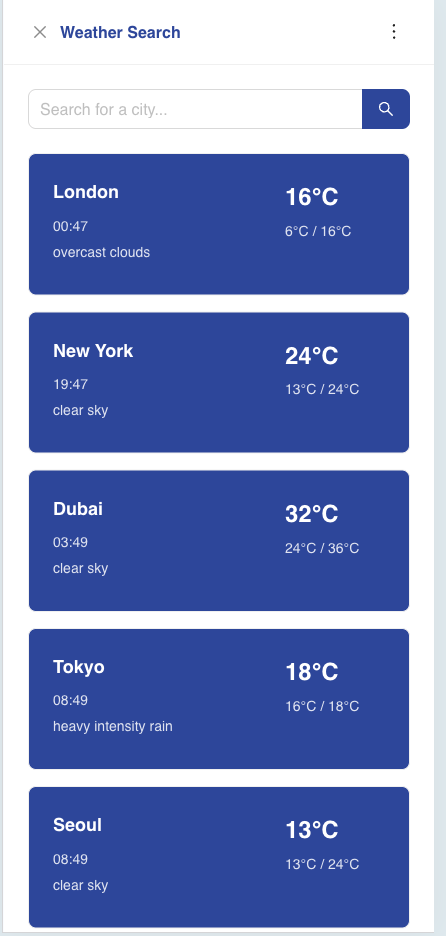 Weather Search
Search for a city...
London
16°C
00:47
6°C / 16°C
overcast clouds
New York
24°C
19:47
13°C / 24°C
clear sky
Dubai
32°C
03:49
24°C / 36°C
clear sky
Tokyo
18°C
08:49
16°C / 18°C
heavy intensity rain
Seoul
13°C
08:49
13°C / 24°C
clear sky